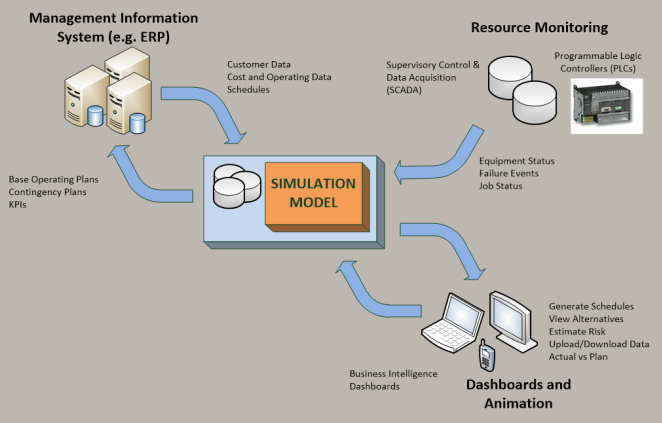 Management Information
System (e.g. ERP)
Resource Monitoring
Customer Data
Cost and Operating Data
Schedules
Supervisory Control &
Data Acquisition
(SCADA)
Programmable Logic
Controllers (PLCs)
Base Operating Plans
Contingency Plans
KPIs
SIMULATION
MODEL
Equipment Status
Failure Events
Job Status
Generate Schedules
View Alternatives
Estimate Risk
Upload/Download Data
Actual vs Plan
Business Intelligence
Dashboards
Dashboards and
Animation